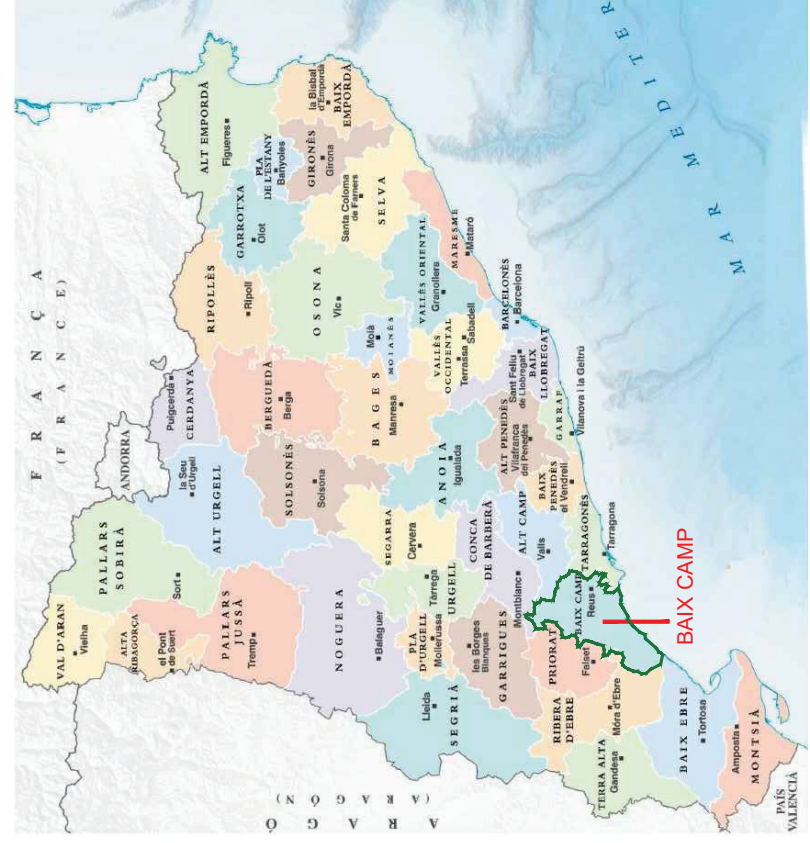 FRANÇA
(FRANCE)
ANDORRA
ARAGÓ
(ARAGÓN)
MAR MEDITER
PAÍS
VALENCIÀ
VAL D'ARAN
Vielha
ALTA
RIBAGORÇA
el Pont
de Suert
PALLARS
SOBIRÀ
Sort
PALLARS
JUSSÀ
Tremp
ALT URGELL
la Seu
d'Urgell
CERDANYA
Puigcerdà
RIPOLLÈS
Ripoll
GARROTXA
Olot
ALT EMPORDÀ
Figueres
PLA
DE L'ESTANY
Banyoles
GIRONÈS
Girona
la Bisbal
d'Empordà
BAIX
EMPORDÀ
SELVA
Santa Coloma
de Farners
OSONA
Vic
BERGUEDÀ
Berga
SOLSONÈS
Solsona
NOGUERA
Balaguer
SEGARRA
Cervera
BAGES
Manresa
Moià
MOIANÈS
VALLÈS ORIENTAL
Granollers
MARESME
Mataró
VALLÈS
OCCIDENTAL
Terrassa
Sabadell
BARCELONÈS
Barcelona
Sant Feliu
de Llobregat
BAIX
LLOBREGAT
ANOIA
Igualada
ALT PENEDÈS
Vilafranca
del Penedès
GARRAF
Vilanova i la Geltrú
BAIX
PENEDÈS
el Vendrell
SEGRIÀ
Lleida
PLA
D'URGELL
Mollerussa
Tàrrega
URGELL
les Borges
Blanques
GARRIGUES
CONCA
DE BARBERÀ
Montblanc
ALT CAMP
Valls
TARRAGONÈS
Tarragona
BAIX CAMP
Reus
PRIORAT
Falset
RIBERA
D'EBRE
Móra d'Ebre
TERRA ALTA
Gandesa
BAIX EBRE
Tortosa
Amposta
MONTSIÀ
BAIX CAMP